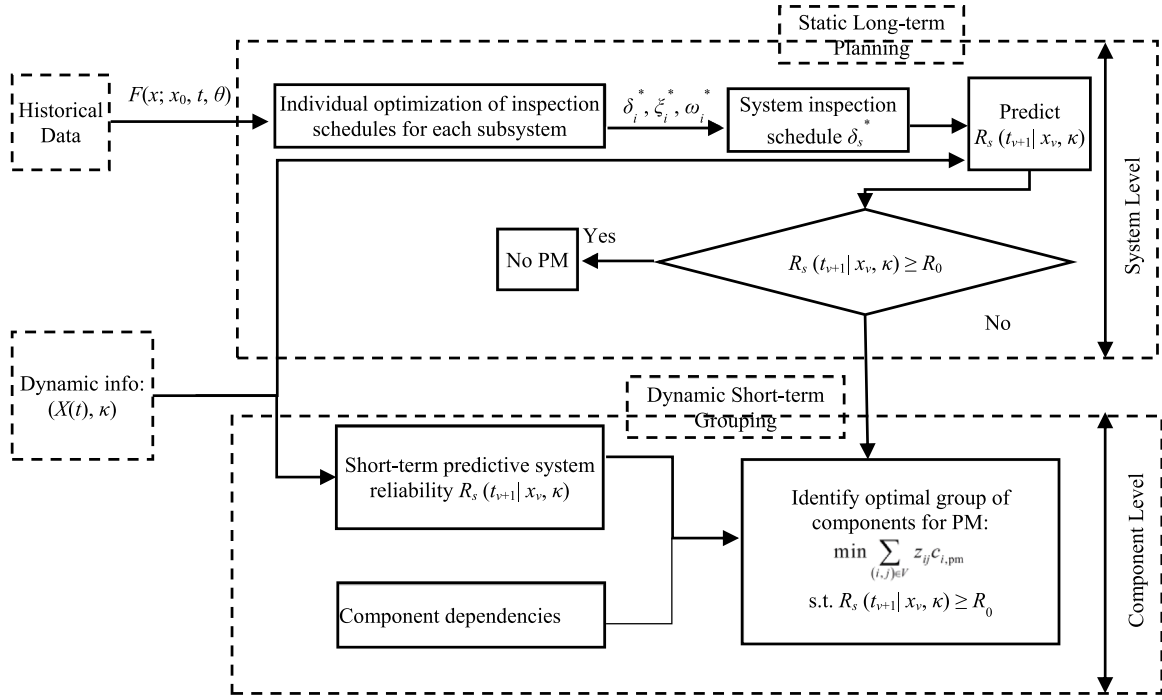 Static Long-term
Planning
Historical
Data
F(x; x₀, t, θ)
Individual optimization of inspection
schedules for each subsystem
δᵢ*, ξᵢ*, ωᵢ*
System inspection
schedule δₛ*
Predict
Rₛ (tᵥ₊₁| xᵥ, κ)
System Level
Yes
No PM
Rₛ (tᵥ₊₁| xᵥ, κ) ≥ R₀
No
Dynamic info:
(X(t), κ)
Dynamic Short-term
Grouping
Short-term predictive system
reliability Rₛ (tᵥ₊₁| xᵥ, κ)
Component dependencies
Identify optimal group of
components for PM:
min ∑ z_{ij} c_{i,pm}
(i, j)∈V
s.t. Rₛ (tᵥ₊₁| xᵥ, κ) ≥ R₀
Component Level